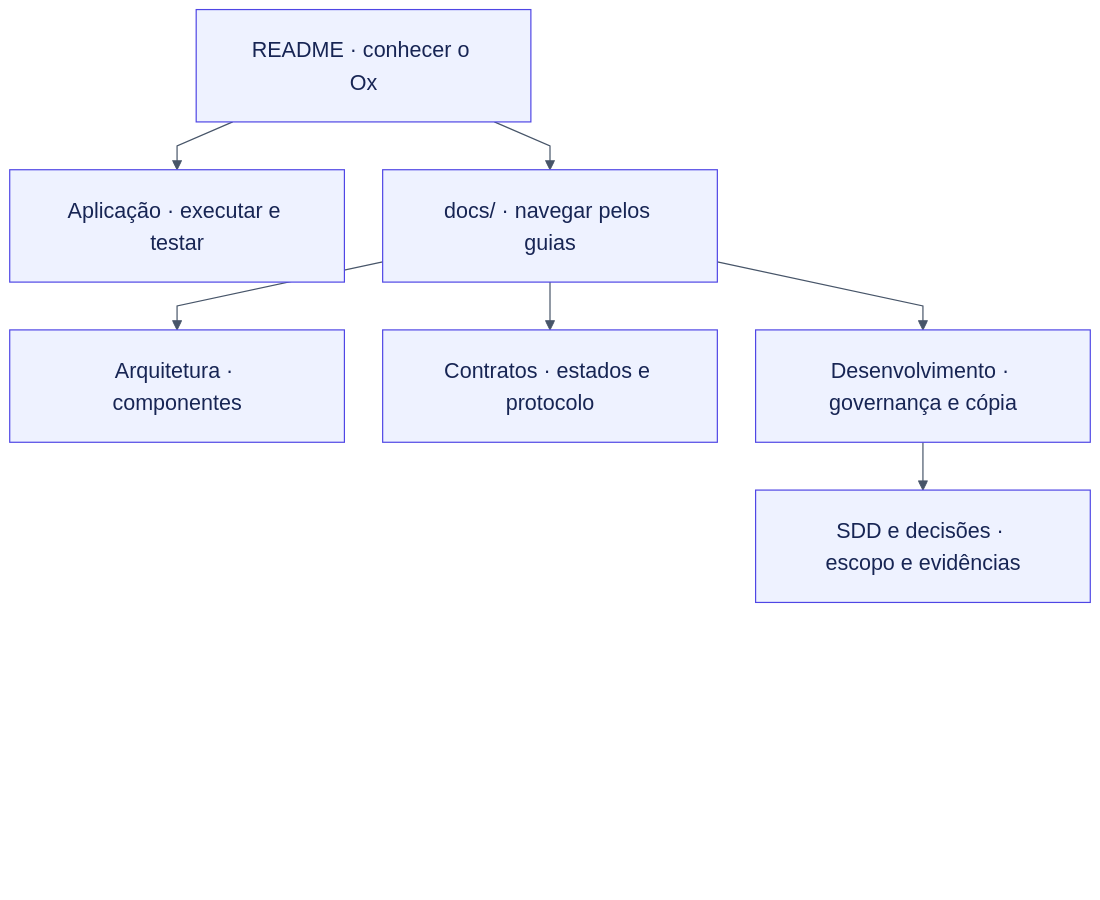 README · conhecer o
Ox
Aplicação · executar e
testar
docs/ · navegar pelos
guias
Arquitetura ·
componentes
Contratos · estados e
protocolo
Desenvolvimento ·
governança e cópia
SDD e decisões ·
escopo e evidências